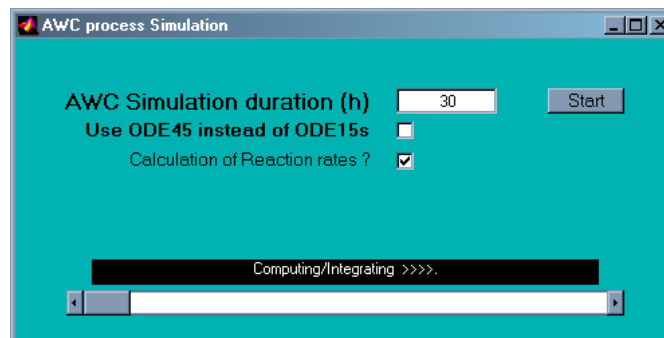 AWC process Simulation
AWC Simulation duration (h) 30 Start
Use ODE45 instead of ODE15s
Calculation of Reaction rates ?
Computing/Integrating >>>>.